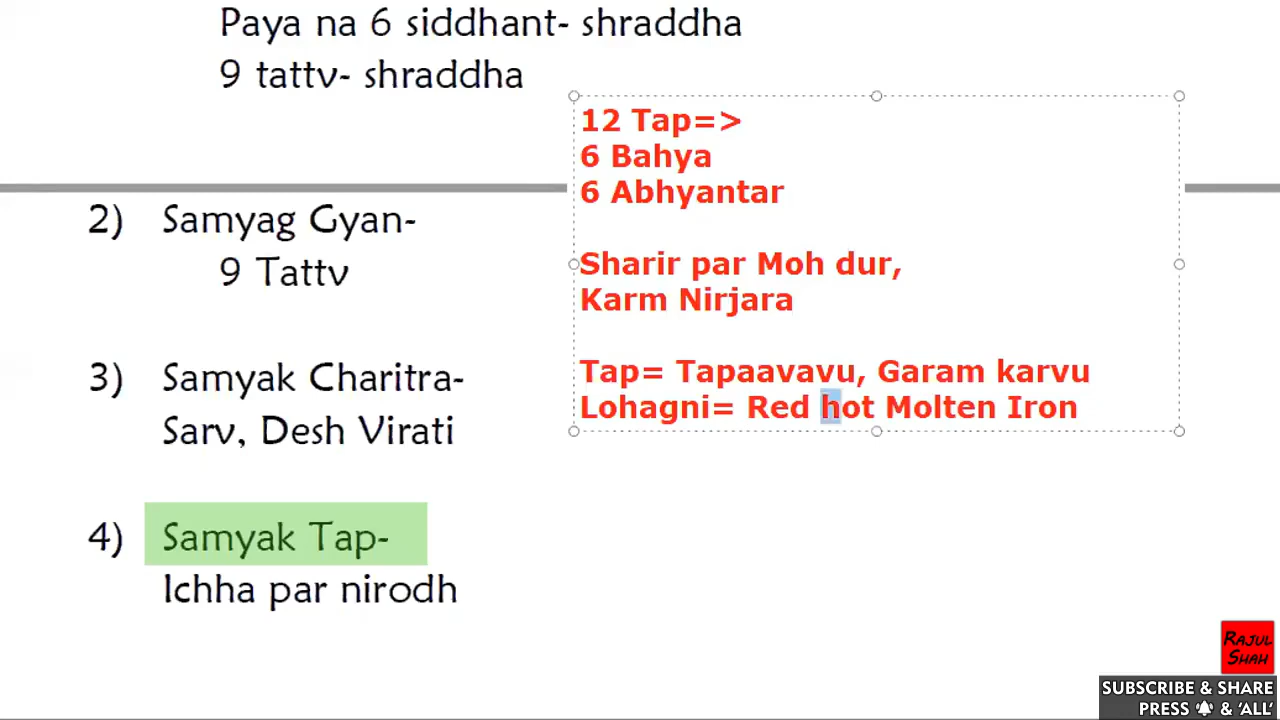 Paya na 6 siddhant- shraddha
9 tattv- shraddha
12 Tap=>
6 Bahya
6 Abhyantar
2) Samyag Gyan-
9 Tattv
Sharir par Moh dur,
Karm Nirjara
3) Samyak Charitra-
Sarv, Desh Virati
Tap= Tapaavavu, Garam karvu
Lohagni= Red hot Molten Iron
4) Samyak Tap-
Ichha par nirodh
RAJUL
SHAH
SUBSCRIBE & SHARE
PRESS & 'ALL'